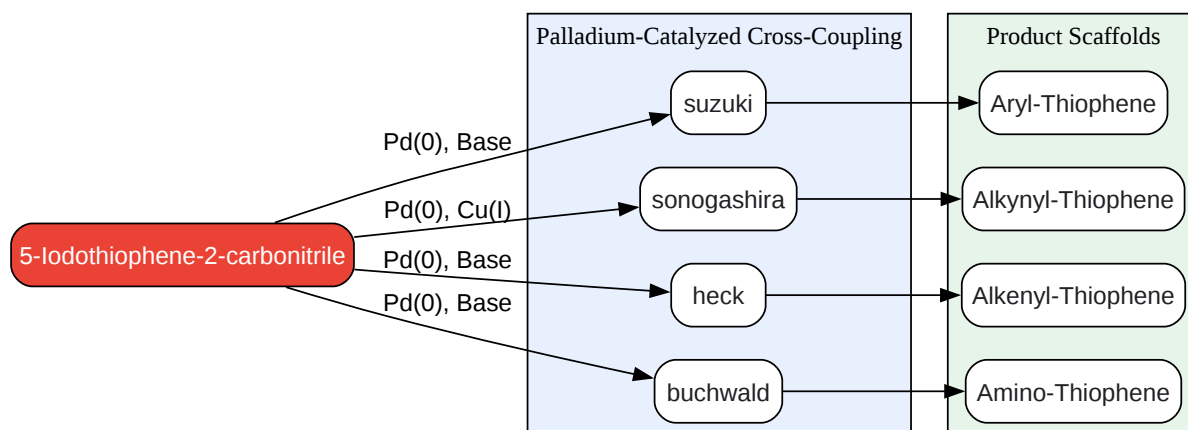 Palladium-Catalyzed Cross-Coupling
Product Scaffolds
suzuki
Aryl-Thiophene
Pd(0), Base
sonogashira
Alkynyl-Thiophene
Pd(0), Cu(I)
5-Iodothiophene-2-carbonitrile
Pd(0), Base
heck
Alkenyl-Thiophene
Pd(0), Base
buchwald
Amino-Thiophene